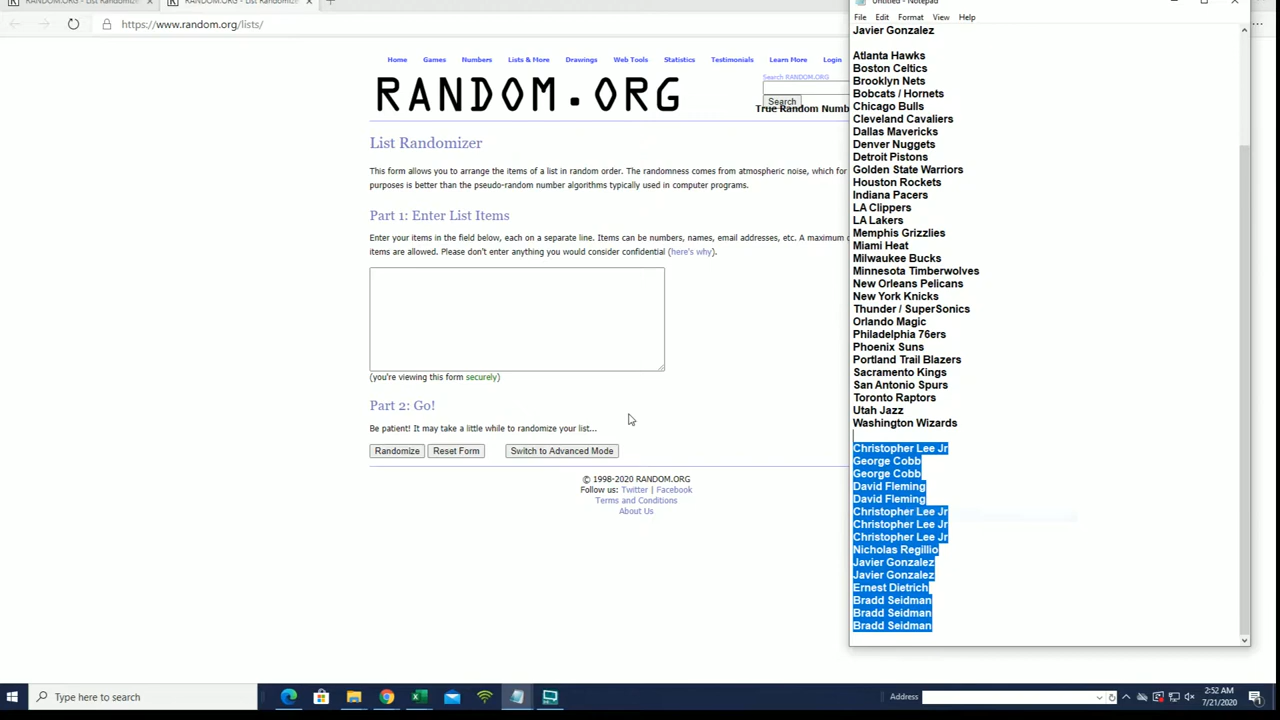 RANDOM.ORG - List Randomize
RANDOM.ORG - List Randomize
Untitled - Notepad
https://www.random.org/lists/
File Edit Format View Help
Javier Gonzalez
Home Games Numbers Lists & More Drawings Web Tools Statistics Testimonials Learn More Login
Search RANDOM.ORG
RANDOM.ORG
Search
True Random Numb
List Randomizer
This form allows you to arrange the items of a list in random order. The randomness comes from atmospheric noise, which for
purposes is better than the pseudo-random number algorithms typically used in computer programs.
Part 1: Enter List Items
Enter your items in the field below, each on a separate line. Items can be numbers, names, email addresses, etc. A maximum
items are allowed. Please don't enter anything you would consider confidential (here's why).
(you're viewing this form securely)
Part 2: Go!
Be patient! It may take a little while to randomize your list...
Randomize Reset Form Switch to Advanced Mode
© 1998-2020 RANDOM.ORG
Follow us: Twitter | Facebook
Terms and Conditions
About Us
Atlanta Hawks
Boston Celtics
Brooklyn Nets
Bobcats / Hornets
Chicago Bulls
Cleveland Cavaliers
Dallas Mavericks
Denver Nuggets
Detroit Pistons
Golden State Warriors
Houston Rockets
Indiana Pacers
LA Clippers
LA Lakers
Memphis Grizzlies
Miami Heat
Milwaukee Bucks
Minnesota Timberwolves
New Orleans Pelicans
New York Knicks
Thunder / SuperSonics
Orlando Magic
Philadelphia 76ers
Phoenix Suns
Portland Trail Blazers
Sacramento Kings
San Antonio Spurs
Toronto Raptors
Utah Jazz
Washington Wizards
Christopher Lee Jr
George Cobb
George Cobb
David Fleming
David Fleming
Christopher Lee Jr
Christopher Lee Jr
Christopher Lee Jr
Nicholas Regillio
Javier Gonzalez
Javier Gonzalez
Ernest Dietrich
Bradd Seidman
Bradd Seidman
Bradd Seidman
Type here to search
Address
2:52 AM
7/21/2020